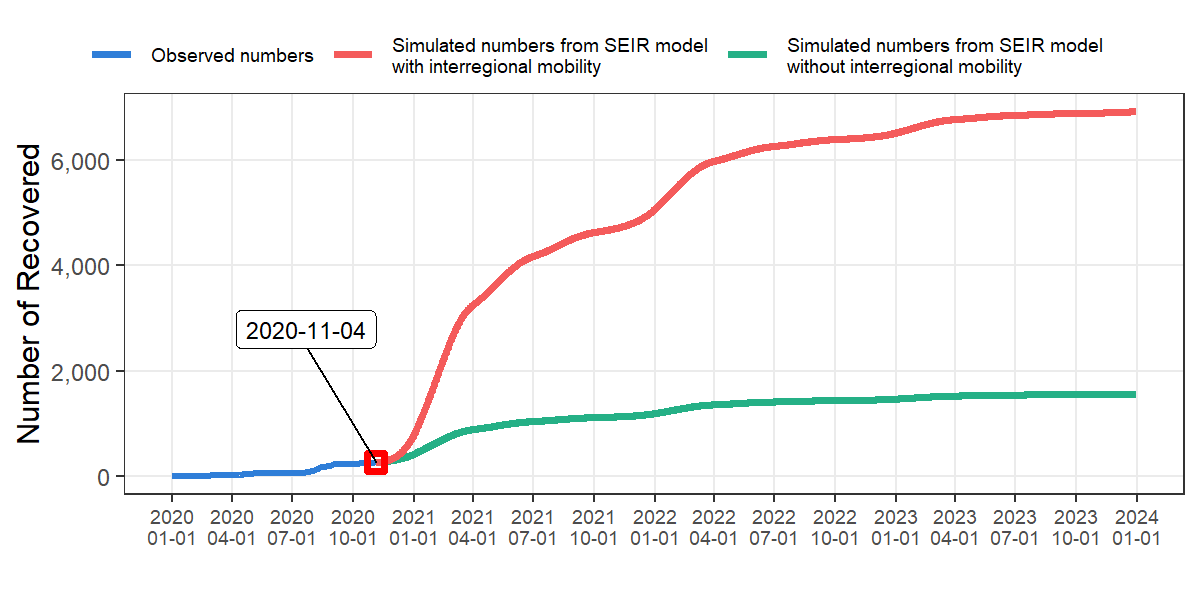 Observed numbers
Simulated numbers from SEIR model
with interregional mobility
Simulated numbers from SEIR model
without interregional mobility
Number of Recovered
6,000
4,000
2,000
0
2020-11-04
2020 2020 2020 2020 2021 2021 2021 2021 2022 2022 2022 2022 2023 2023 2023 2023 2024
01-01 04-01 07-01 10-01 01-01 04-01 07-01 10-01 01-01 04-01 07-01 10-01 01-01 04-01 07-01 10-01 01-01